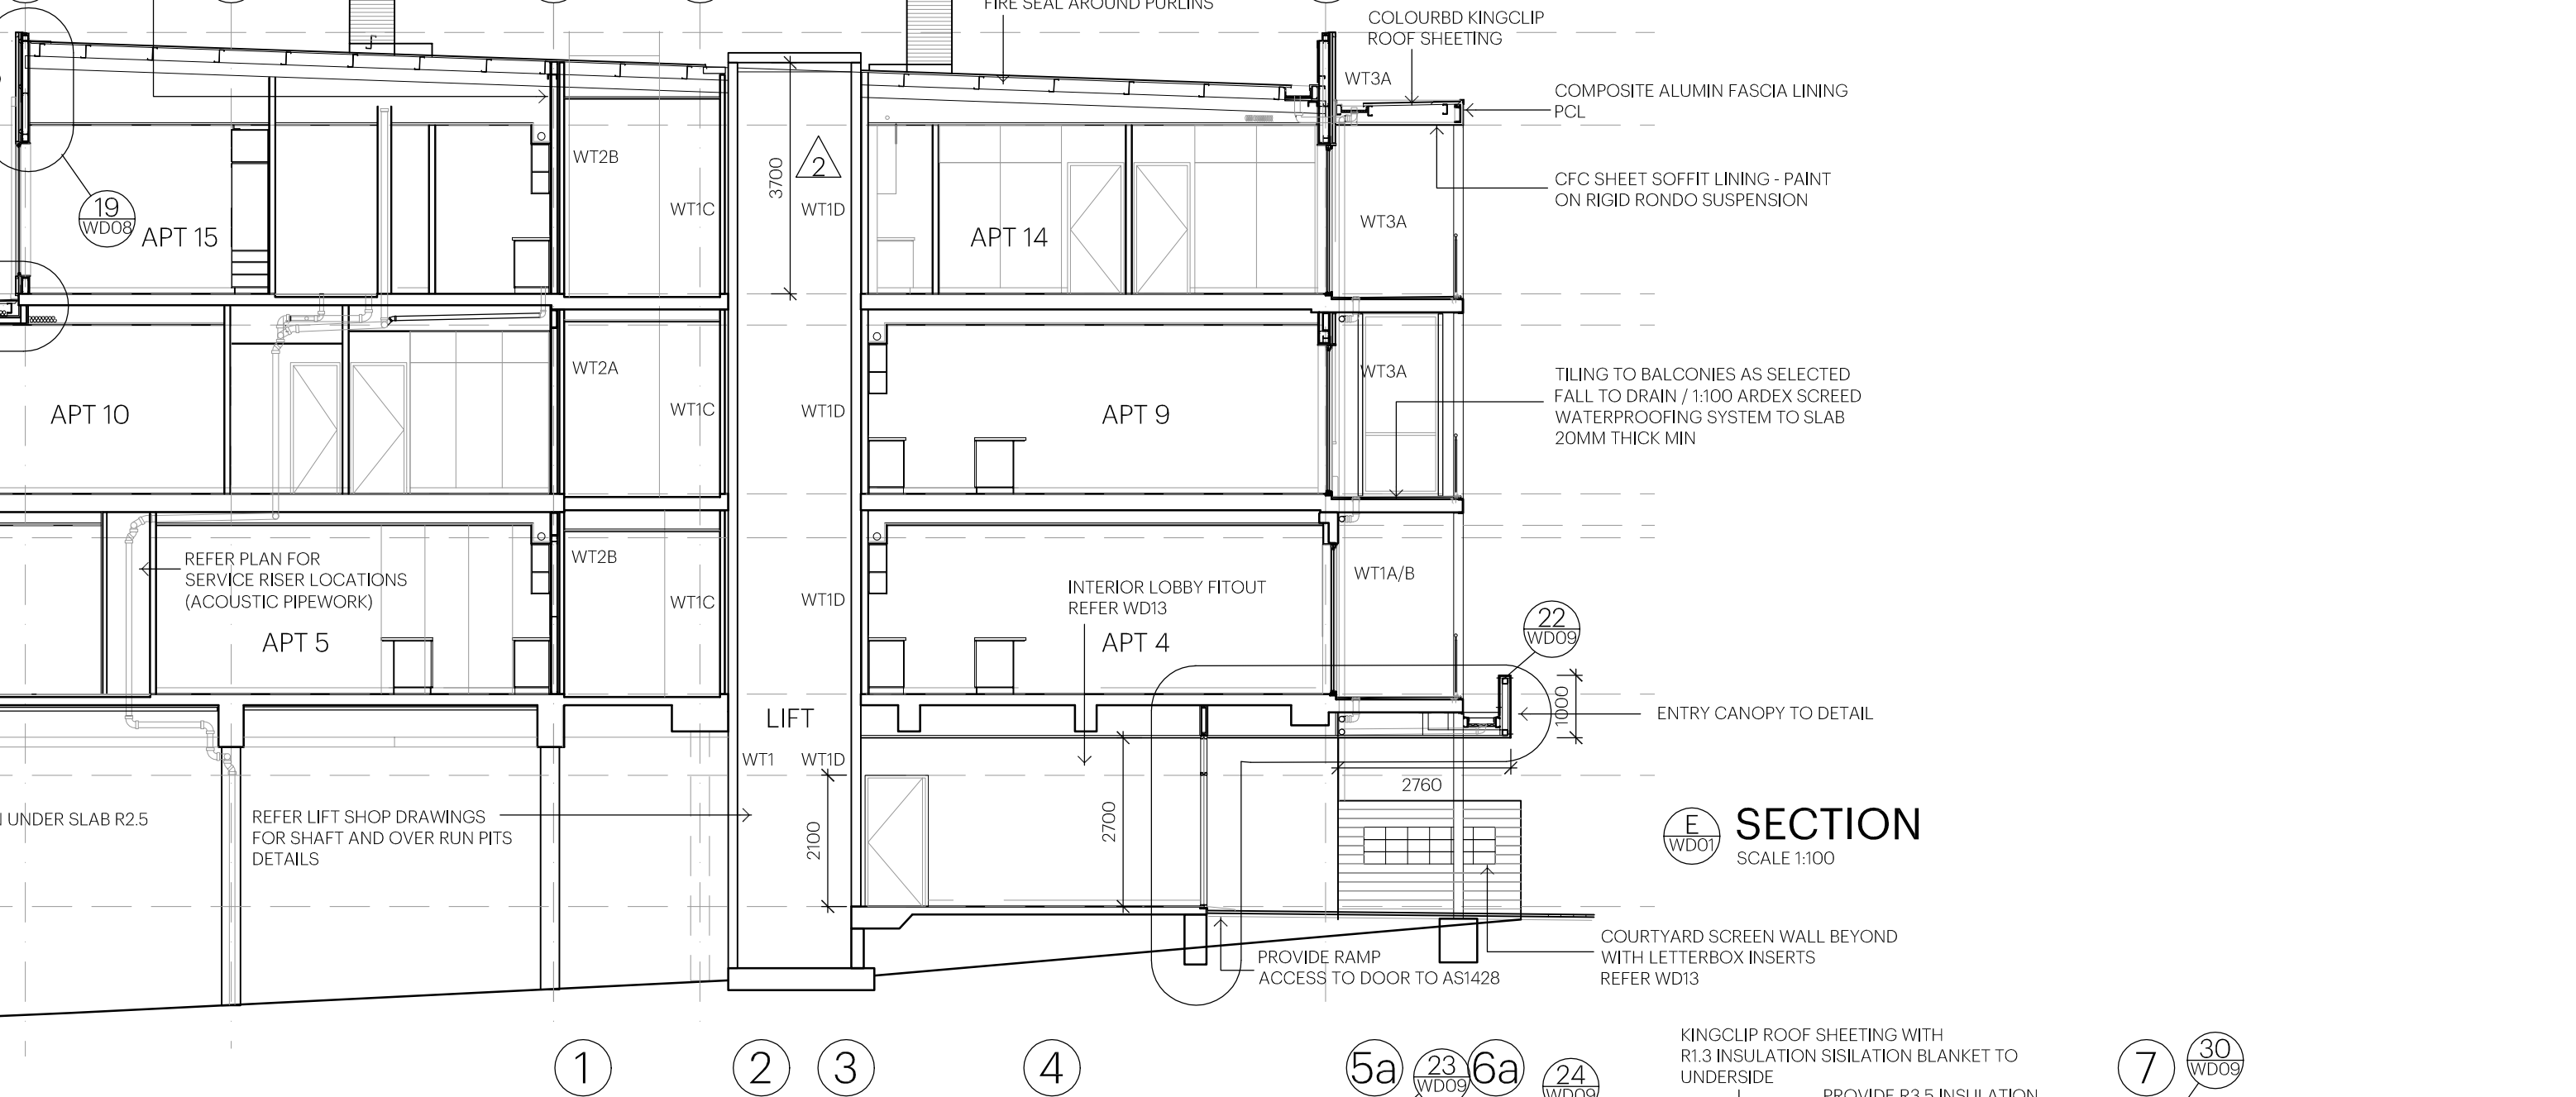 FIRE SEAL AROUND PURLINS
COLOURBD KINGCLIP
ROOF SHEETING
WT3A
COMPOSITE ALUMIN FASCIA LINING
PCL
CFC SHEET SOFFIT LINING - PAINT
ON RIGID RONDO SUSPENSION
19
WD08
APT 15
WT2B
WT1C
3700
2
WT1D
APT 14
WT3A
APT 10
WT2A
WT1C
WT1D
APT 9
WT3A
TILING TO BALCONIES AS SELECTED
FALL TO DRAIN / 1:100 ARDEX SCREED
WATERPROOFING SYSTEM TO SLAB
20MM THICK MIN
REFER PLAN FOR
SERVICE RISER LOCATIONS
(ACOUSTIC PIPEWORK)
APT 5
WT2B
WT1C
WT1D
INTERIOR LOBBY FITOUT
REFER WD13
APT 4
WT1A/B
22
WD09
1000
ENTRY CANOPY TO DETAIL
LIFT
WT1
WT1D
2760
UNDER SLAB R2.5
REFER LIFT SHOP DRAWINGS
FOR SHAFT AND OVER RUN PITS
DETAILS
2100
2700
E
WD01
SECTION
SCALE 1:100
PROVIDE RAMP
ACCESS TO DOOR TO AS1428
COURTYARD SCREEN WALL BEYOND
WITH LETTERBOX INSERTS
REFER WD13
1
2
3
4
5a
23
WD09
6a
24
WD09
KINGCLIP ROOF SHEETING WITH
R1.3 INSULATION SISILATION BLANKET TO
UNDERSIDE
PROVIDE R3.5 INSULATION
7
30
WD09